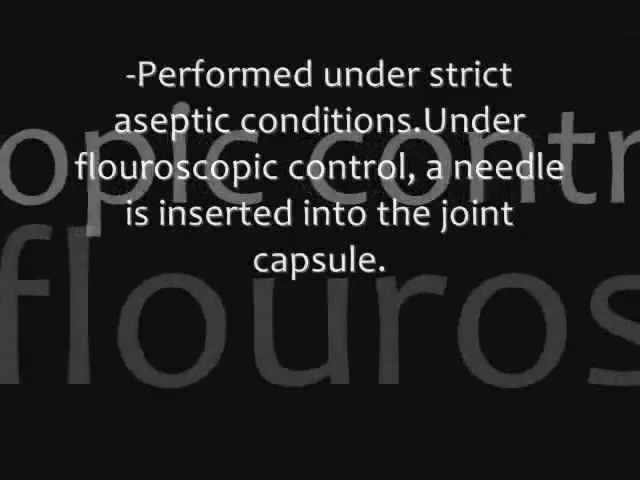 -Performed under strict
aseptic conditions.Under
flouroscopic control, a needle
is inserted into the joint
capsule.
opic contr
flouros